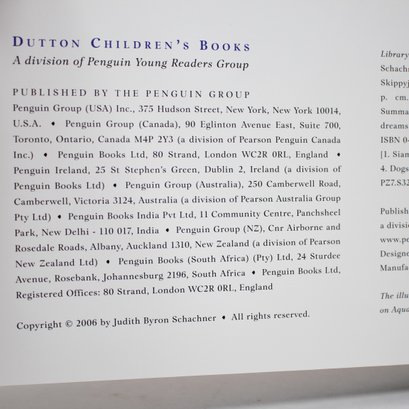 DUTTON CHILDREN'S BOOKS
A division of Penguin Young Readers Group
PUBLISHED BY THE PENGUIN GROUP
Penguin Group (USA) Inc., 375 Hudson Street, New York, New York 10014,
U.S.A. • Penguin Group (Canada), 90 Eglinton Avenue East, Suite 700,
Toronto, Ontario, Canada M4P 2Y3 (a division of Pearson Penguin Canada
Inc.) • Penguin Books Ltd, 80 Strand, London WC2R 0RL, England •
Penguin Ireland, 25 St Stephen's Green, Dublin 2, Ireland (a division of
Penguin Books Ltd) • Penguin Group (Australia), 250 Camberwell Road,
Camberwell, Victoria 3124, Australia (a division of Pearson Australia Group
Pty Ltd) • Penguin Books India Pvt Ltd, 11 Community Centre, Panchsheel
Park, New Delhi - 110 017, India • Penguin Group (NZ), Cnr Airborne and
Rosedale Roads, Albany, Auckland 1310, New Zealand (a division of Pearson
New Zealand Ltd) • Penguin Books (South Africa) (Pty) Ltd, 24 Sturdee
Avenue, Rosebank, Johannesburg 2196, South Africa • Penguin Books Ltd,
Registered Offices: 80 Strand, London WC2R 0RL, England
Copyright © 2006 by Judith Byron Schachner • All rights reserved.
Library
Schachn
Skippyj
p. cm.
Summa
dreams
ISBN 0-
[1. Siam
4. Dogs
PZ7.S32
Publish
a divisio
www.pe
Designe
Manufa
The illu
on Aqua